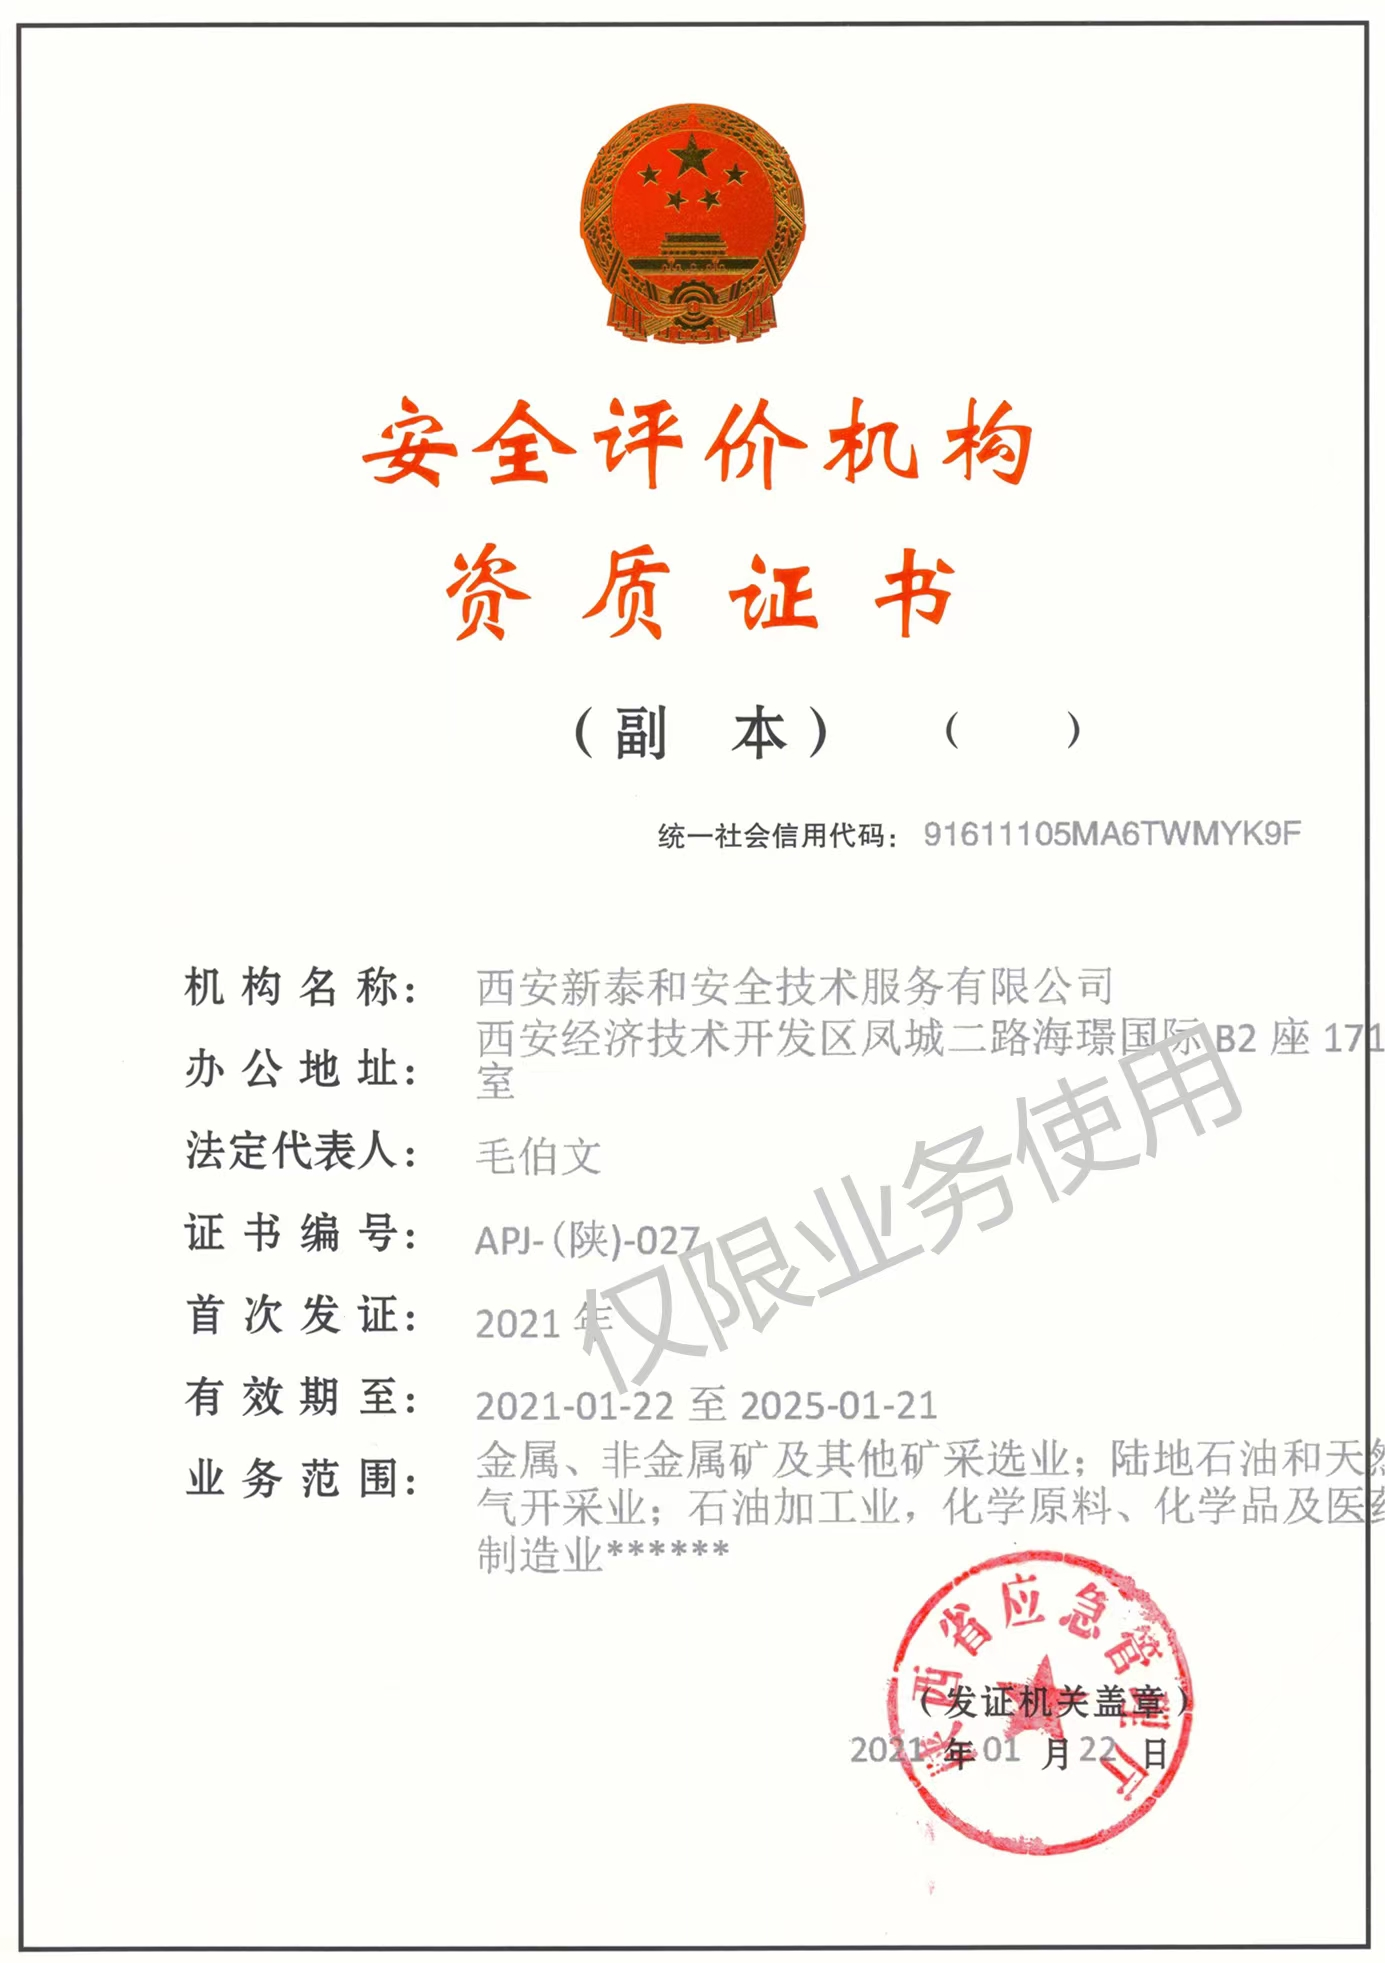 安全评价机构
资质证书
（副 本） （ ）
统一社会信用代码：91611105MA6TWMYK9F
机构名称：西安新泰和安全技术服务有限公司
办公地址：西安经济技术开发区凤城二路海璟国际 B2 座 171
室
法定代表人：毛伯文
证书编号：APJ-（陕)-027
首次发证：2021 年
有效期至：2021-01-22 至 2025-01-21
业务范围：金属、非金属矿及其他矿采选业；陆地石油和天然
气开采业；石油加工业，化学原料、化学品及医药
制造业******
仅限业务使用
陕西省应急管理厅
（发证机关盖章）
2021 年 01 月 22 日